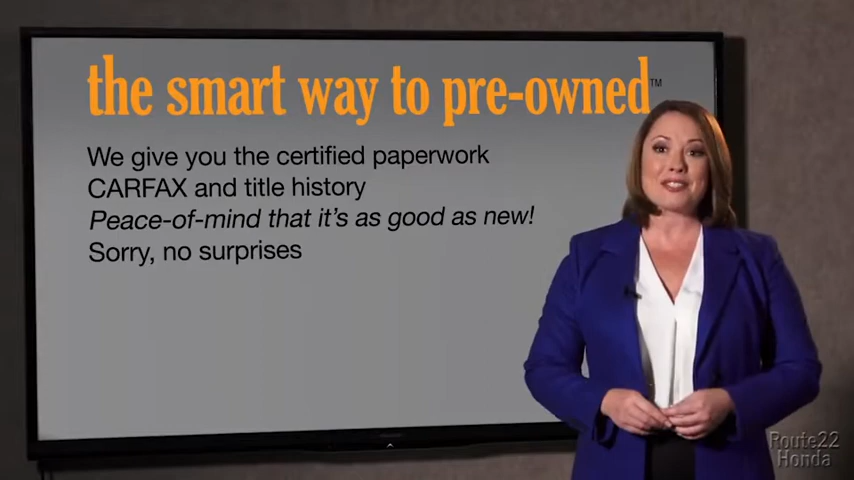 the smart way to pre-owned™
We give you the certified paperwork
CARFAX and title history
Peace-of-mind that it's as good as new!
Sorry, no surprises
Route22
Honda